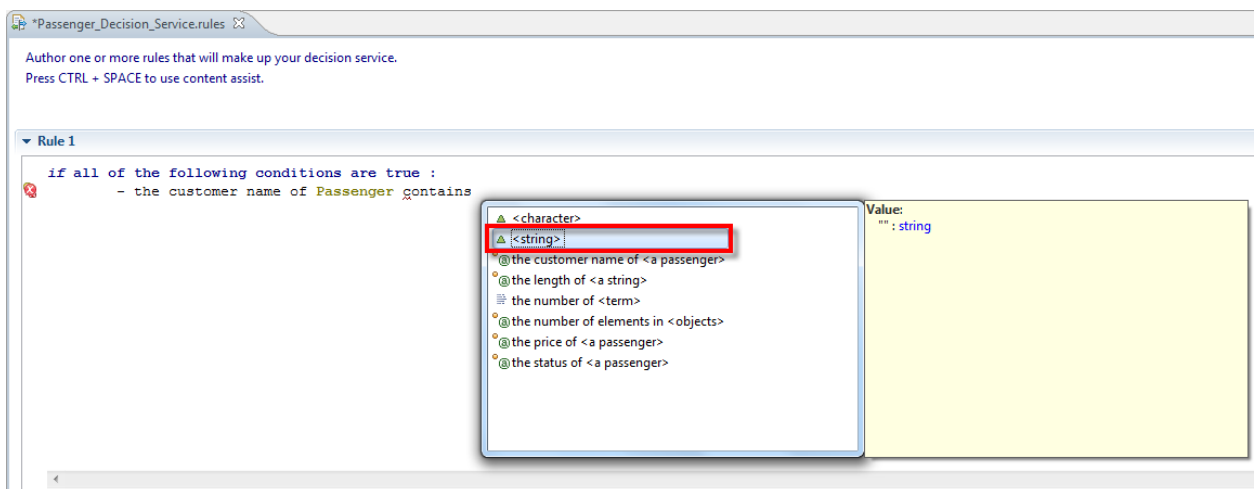 *Passenger_Decision_Service.rules
Author one or more rules that will make up your decision service.
Press CTRL + SPACE to use content assist.
Rule 1
if all of the following conditions are true :
- the customer name of Passenger contains
<character>
<string>
the customer name of <a passenger>
the length of <a string>
the number of <term>
the number of elements in <objects>
the price of <a passenger>
the status of <a passenger>
Value:
"" : string